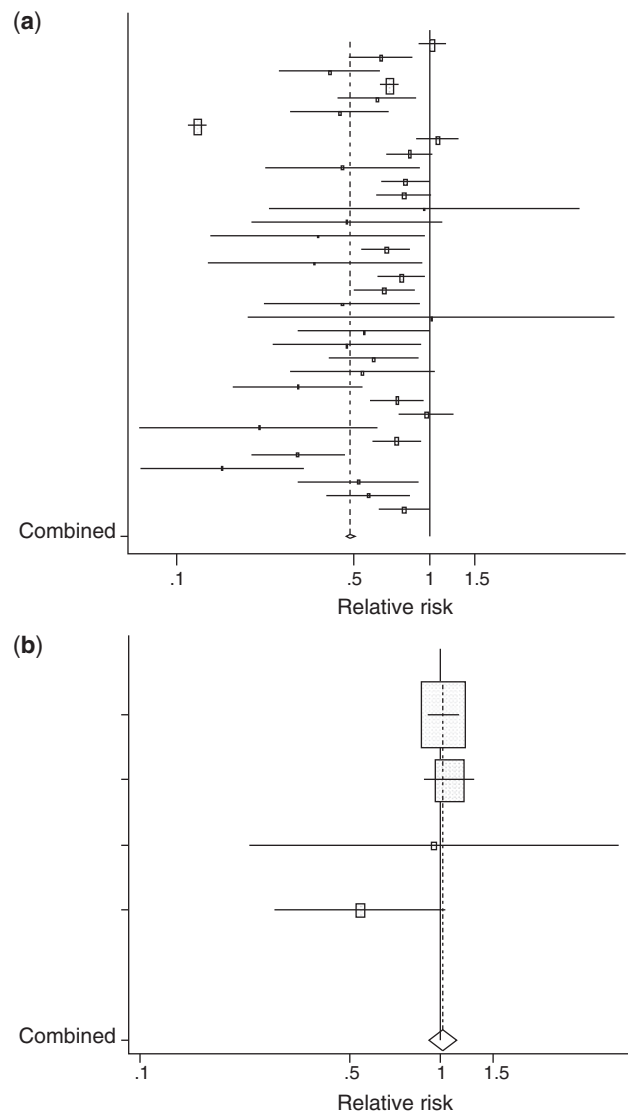 (a)
Combined
.1 .5 1 1.5
Relative risk
(b)
Combined
.1 .5 1 1.5
Relative risk